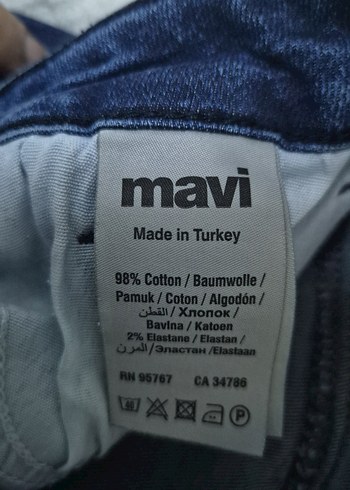 mavi
Made in Turkey
98% Cotton / Baumwolle /
Pamuk / Coton / Algodón /
القطن / Хлопок /
Bavlna / Katoen
2% Elastane / Elastan /
المرن / Эластан / Elastaan
RN 95767 CA 34786